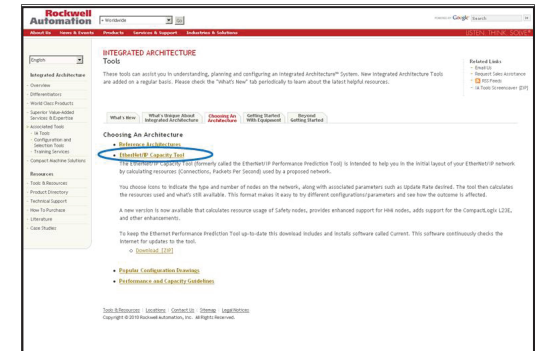 Rockwell
Automation
Worldwide
Go
Google
Search
About Us News & Events Products Services & Support Industries & Solutions
LISTEN. THINK. SOLVE.
English
Integrated Architecture
Overview
Differentiators
World Class Products
Superior Value-Added
Services & Expertise
Associated Tools
IA Tools
Configuration and
Selection Tools
Training Services
Compact Machine Solutions
Resources
Tools & Resources
Product Directory
Technical Support
How To Purchase
Literature
Case Studies
INTEGRATED ARCHITECTURE
Tools
These tools can assist you in understanding, planning and configuring an Integrated Architecture® System. New Integrated Architecture Tools
are added on a regular basis. Please check the "What's New" tab periodically to learn about the latest helpful resources.
What's New
What's Unique About
Integrated Architecture
Choosing An
Architecture
Getting Started
With Equipment
Beyond
Getting Started
Choosing An Architecture
Reference Architectures
EtherNet/IP Capacity Tool
The EtherNet/IP Capacity Tool (formerly called the EtherNet/IP Performance Prediction Tool) is intended to help you in the initial layout of your EtherNet/IP network
by calculating resources (Connections, Packets Per Second) used by a proposed network.
You choose icons to indicate the type and number of nodes on the network, along with associated parameters such as Update Rate desired. The tool then calculates
the resources used and what's still available. This format makes it easy to try different configurations/parameters and see how the outcome is affected.
A new version is now available that calculates resource usage of Safety nodes, provides enhanced support for HMI nodes, adds support for the CompactLogix L23E,
and other enhancements.
To keep the Ethernet Performance Prediction Tool up-to-date this download includes and installs software called Current. This software continuously checks the
Internet for updates to the tool.
Download [ZIP]
Popular Configuration Drawings
Performance and Capacity Guidelines
Tools & Resources | Locations | Contact Us | Sitemap | Legal Notices
Copyright © 2010 Rockwell Automation, Inc. All Rights Reserved.
Related Links
Email Us
Request Sales Assistance
RSS Feeds
IA Tools Screensaver [ZIP]